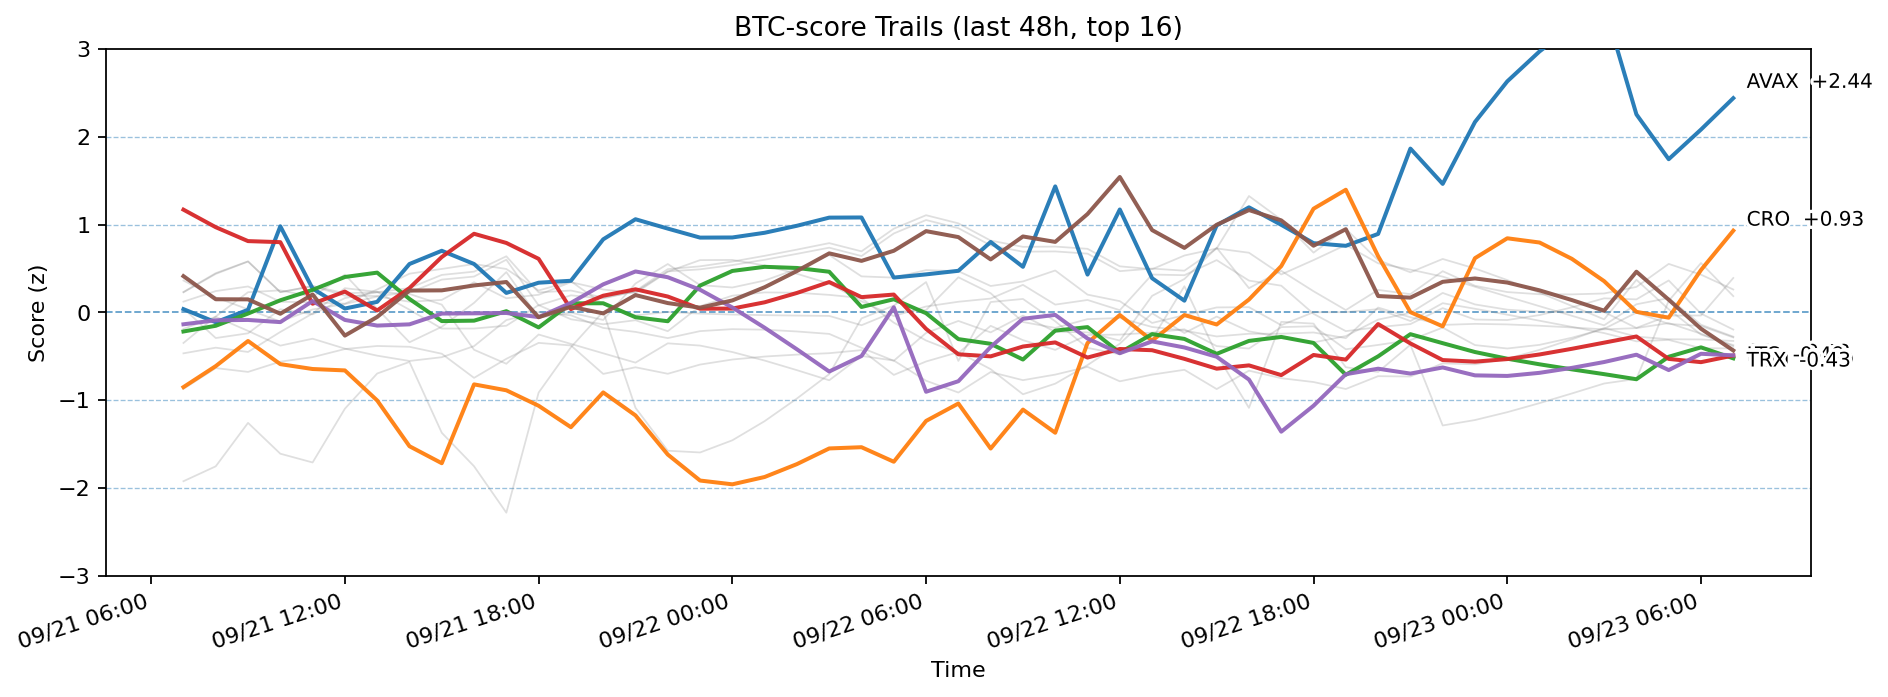 BTC-score Trails (last 48h, top 16)
Score (z)
3
2
1
0
−1
−2
−3
AVAX +2.44
CRO +0.93
TRX -0.43
09/21 06:00
09/21 12:00
09/21 18:00
09/22 00:00
09/22 06:00
09/22 12:00
09/22 18:00
09/23 00:00
09/23 06:00
Time